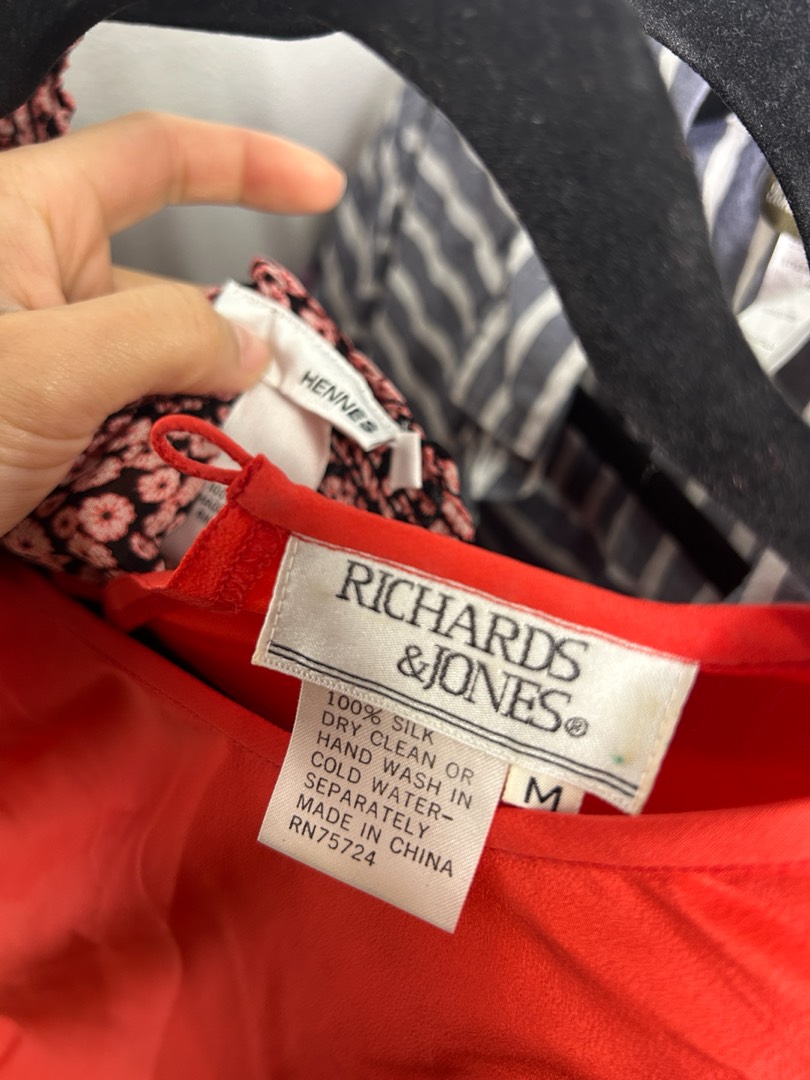 HENNES
RICHARDS
&JONES®
100% SILK
DRY CLEAN OR
HAND WASH IN
COLD WATER-
SEPARATELY
MADE IN CHINA
RN75724
M